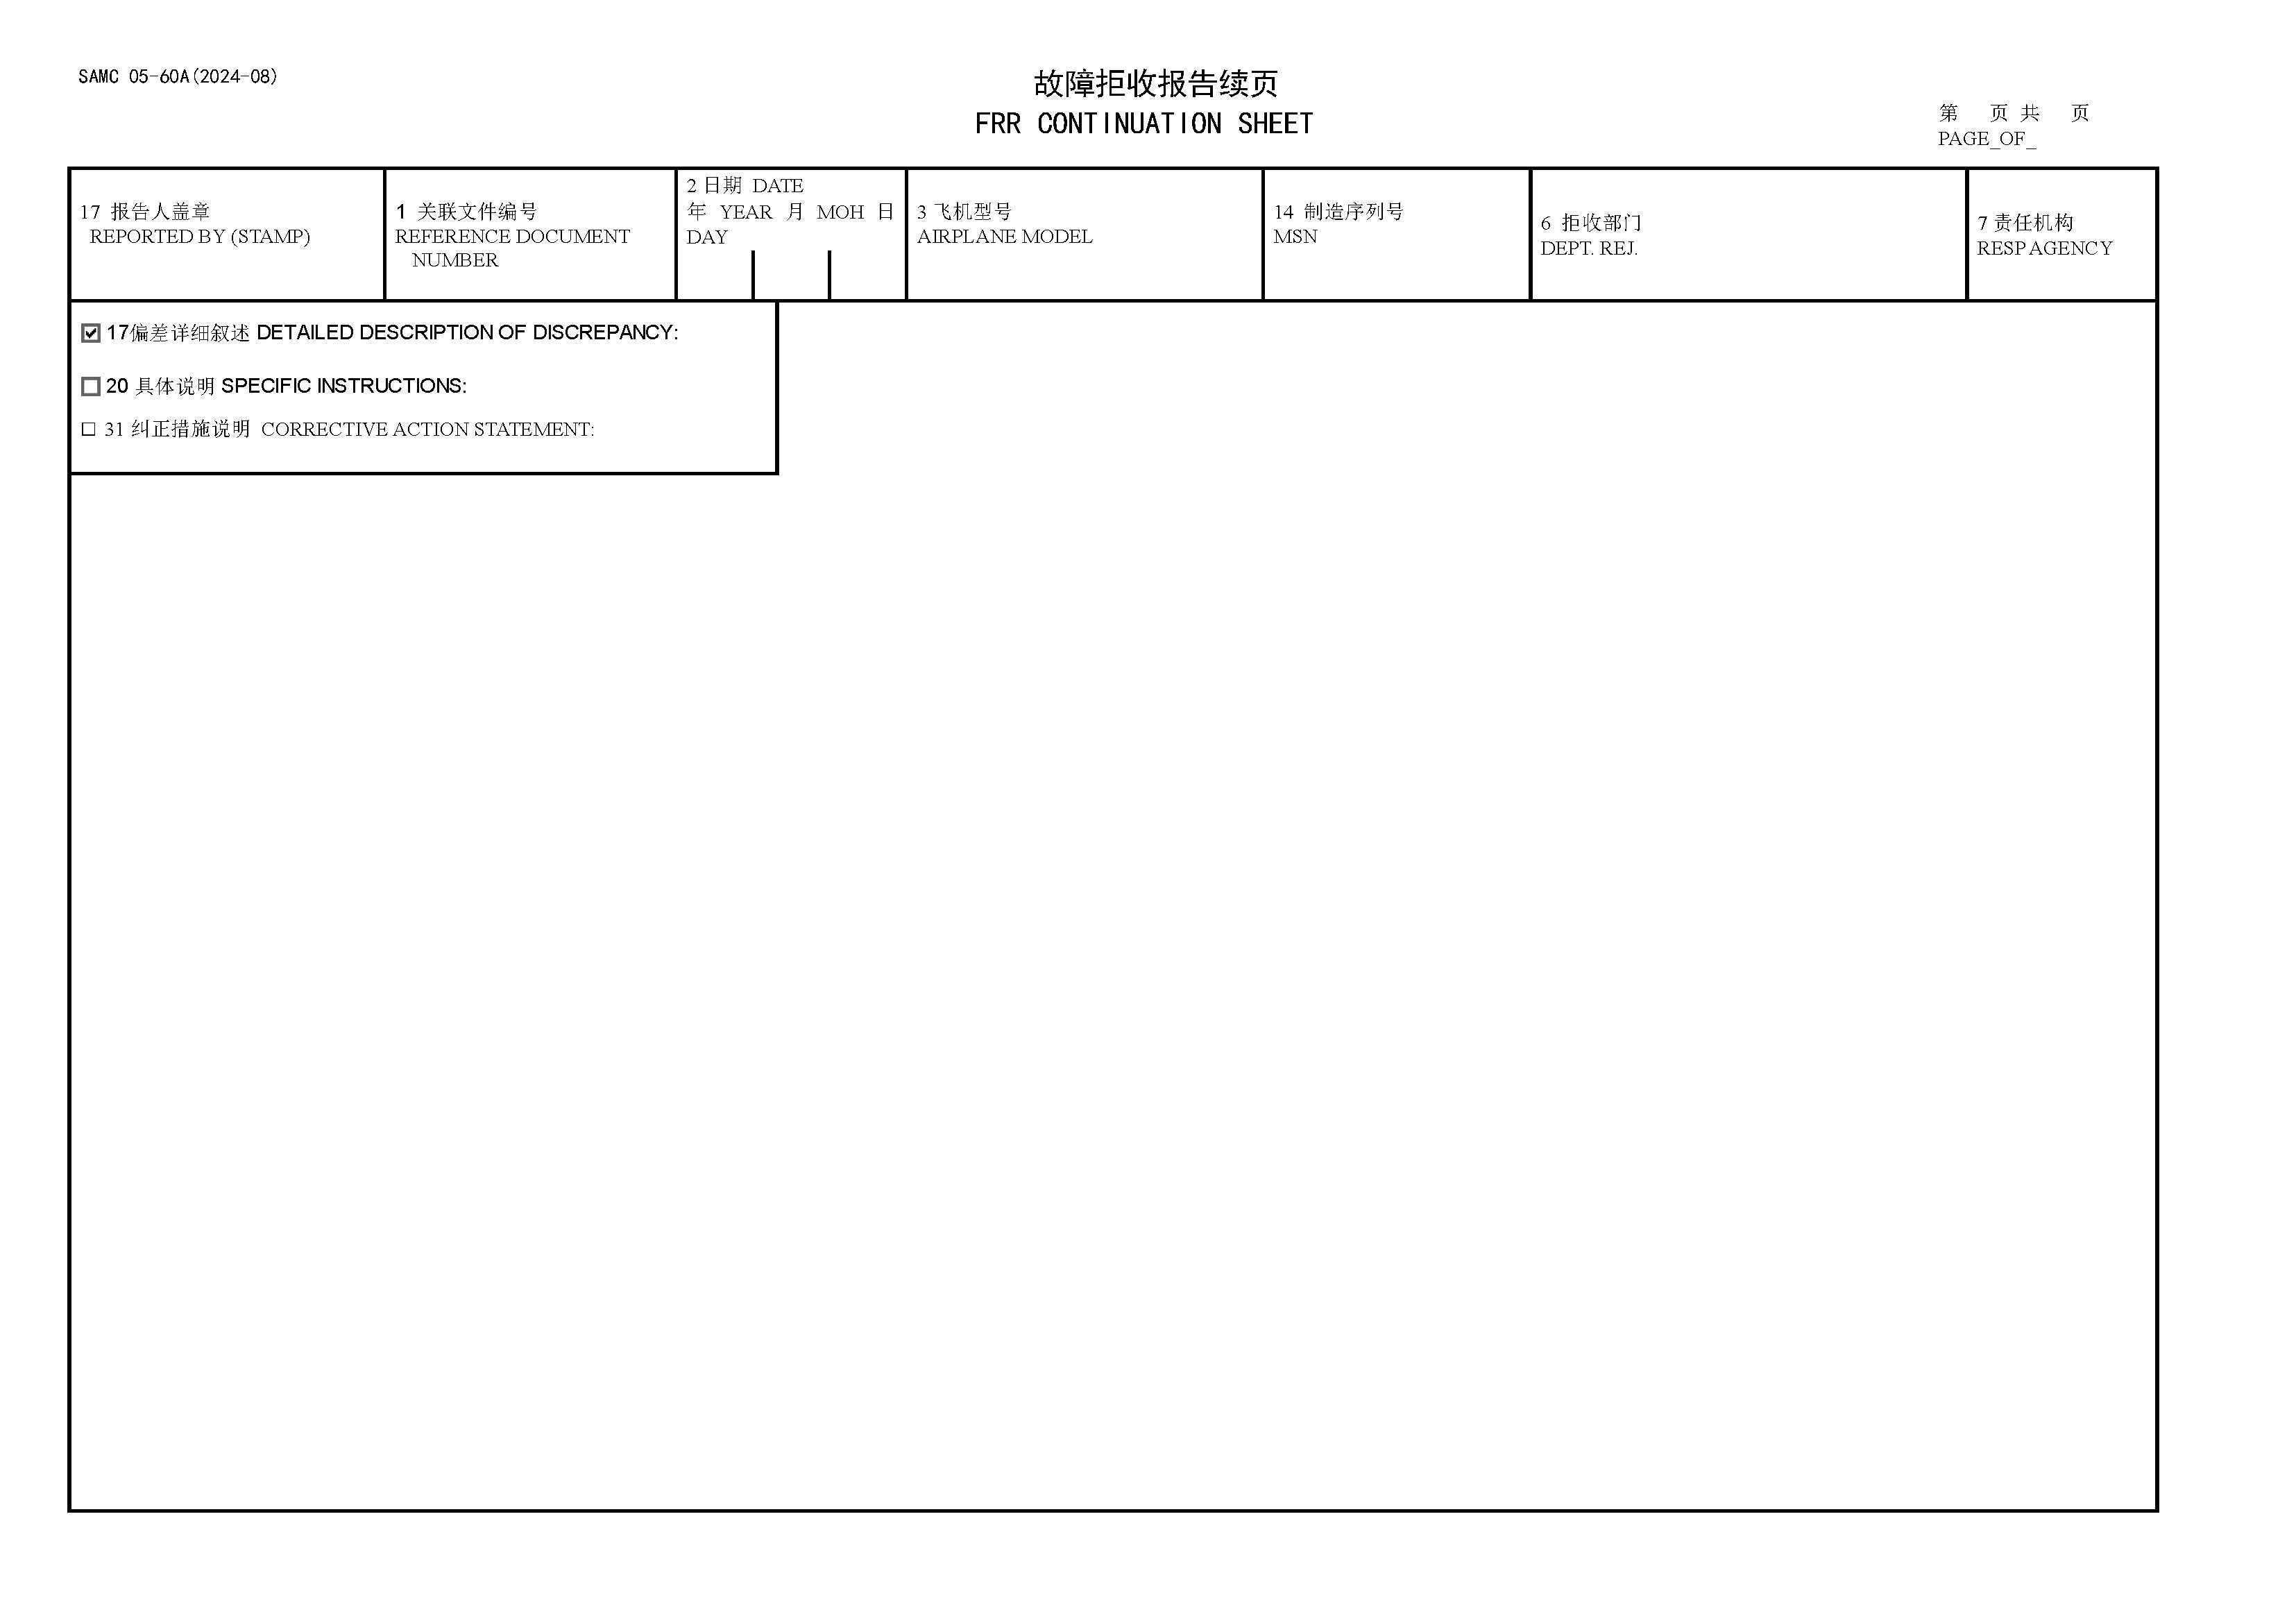 SAMC 05-60A(2024-08)
故障拒收报告续页
FRR CONTINUATION SHEET
第 页 共 页
PAGE_OF_
17 报告人盖章
REPORTED BY (STAMP)
1 关联文件编号
REFERENCE DOCUMENT
NUMBER
2 日期 DATE
年 YEAR 月 MOH 日
DAY
3 飞机型号
AIRPLANE MODEL
14 制造序列号
MSN
6 拒收部门
DEPT. REJ.
7 责任机构
RESP AGENCY
☑ 17偏差详细叙述 DETAILED DESCRIPTION OF DISCREPANCY:
☐ 20 具体说明 SPECIFIC INSTRUCTIONS:
☐ 31 纠正措施说明 CORRECTIVE ACTION STATEMENT: